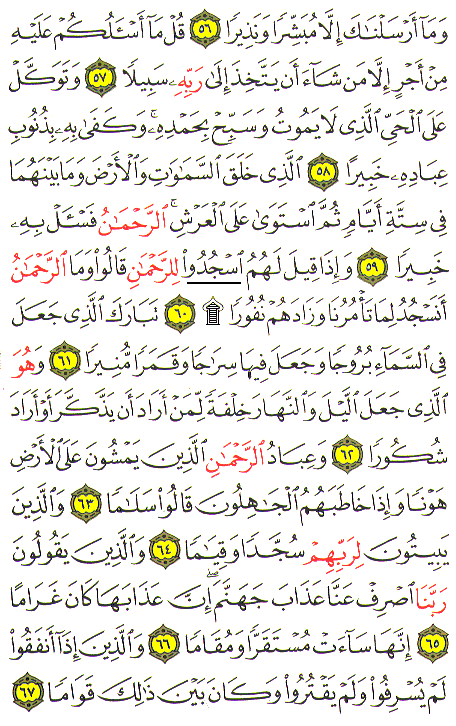 وَمَآ أَرۡسَلۡنَٰكَ إِلَّا مُبَشِّرٗا وَنَذِيرٗا ٥٦ قُلۡ مَآ أَسۡـَٔلُكُمۡ عَلَيۡهِ
مِنۡ أَجۡرٍ إِلَّا مَن شَآءَ أَن يَتَّخِذَ إِلَىٰ رَبِّهِۦ سَبِيلٗا ٥٧ وَتَوَكَّلۡ
عَلَى ٱلۡحَيِّ ٱلَّذِي لَا يَمُوتُ وَسَبِّحۡ بِحَمۡدِهِۦۚ وَكَفَىٰ بِهِۦ بِذُنُوبِ
عِبَادِهِۦ خَبِيرًا ٥٨ ٱلَّذِي خَلَقَ ٱلسَّمَٰوَٰتِ وَٱلۡأَرۡضَ وَمَا بَيۡنَهُمَا
فِي سِتَّةِ أَيَّامٖ ثُمَّ ٱسۡتَوَىٰ عَلَى ٱلۡعَرۡشِۚ ٱلرَّحۡمَٰنُ فَسۡـَٔلۡ بِهِۦ
خَبِيرٗا ٥٩ وَإِذَا قِيلَ لَهُمُ ٱسۡجُدُواْ لِلرَّحۡمَٰنِ قَالُواْ وَمَا ٱلرَّحۡمَٰنُ
أَنَسۡجُدُ لِمَا تَأۡمُرُنَا وَزَادَهُمۡ نُفُورٗا ۩ ٦٠ تَبَارَكَ ٱلَّذِي جَعَلَ
فِي ٱلسَّمَآءِ بُرُوجٗا وَجَعَلَ فِيهَا سِرَٰجٗا وَقَمَرٗا مُّنِيرٗا ٦١ وَهُوَ
ٱلَّذِي جَعَلَ ٱلَّيۡلَ وَٱلنَّهَارَ خِلۡفَةٗ لِّمَنۡ أَرَادَ أَن يَذَّكَّرَ أَوۡ أَرَادَ
شُكُورٗا ٦٢ وَعِبَادُ ٱلرَّحۡمَٰنِ ٱلَّذِينَ يَمۡشُونَ عَلَى ٱلۡأَرۡضِ
هَوۡنٗا وَإِذَا خَاطَبَهُمُ ٱلۡجَٰهِلُونَ قَالُواْ سَلَٰمٗا ٦٣ وَٱلَّذِينَ
يَبِيتُونَ لِرَبِّهِمۡ سُجَّدٗا وَقِيَٰمٗا ٦٤ وَٱلَّذِينَ يَقُولُونَ
رَبَّنَا ٱصۡرِفۡ عَنَّا عَذَابَ جَهَنَّمَۖ إِنَّ عَذَابَهَا كَانَ غَرَامًا
٦٥ إِنَّهَا سَآءَتۡ مُسۡتَقَرّٗا وَمُقَامٗا ٦٦ وَٱلَّذِينَ إِذَآ أَنفَقُواْ
لَمۡ يُسۡرِفُواْ وَلَمۡ يَقۡتُرُواْ وَكَانَ بَيۡنَ ذَٰلِكَ قَوَامٗا ٦٧